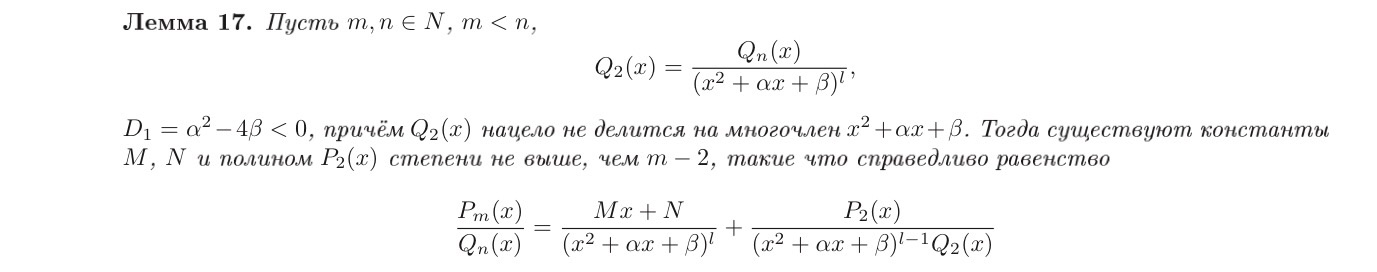 Лемма 17. Пусть m, n ∈ N, m < n,
Q₂(x) = Qₙ(x) / (x² + αx + β)ˡ,
D₁ = α² − 4β < 0, причём Q₂(x) нацело не делится на многочлен x² + αx + β. Тогда существуют константы
M, N и полином P₂(x) степени не выше, чем m − 2, такие что справедливо равенство
Pₘ(x) / Qₙ(x) = (Mx + N) / (x² + αx + β)ˡ + P₂(x) / ((x² + αx + β)ˡ⁻¹Q₂(x))